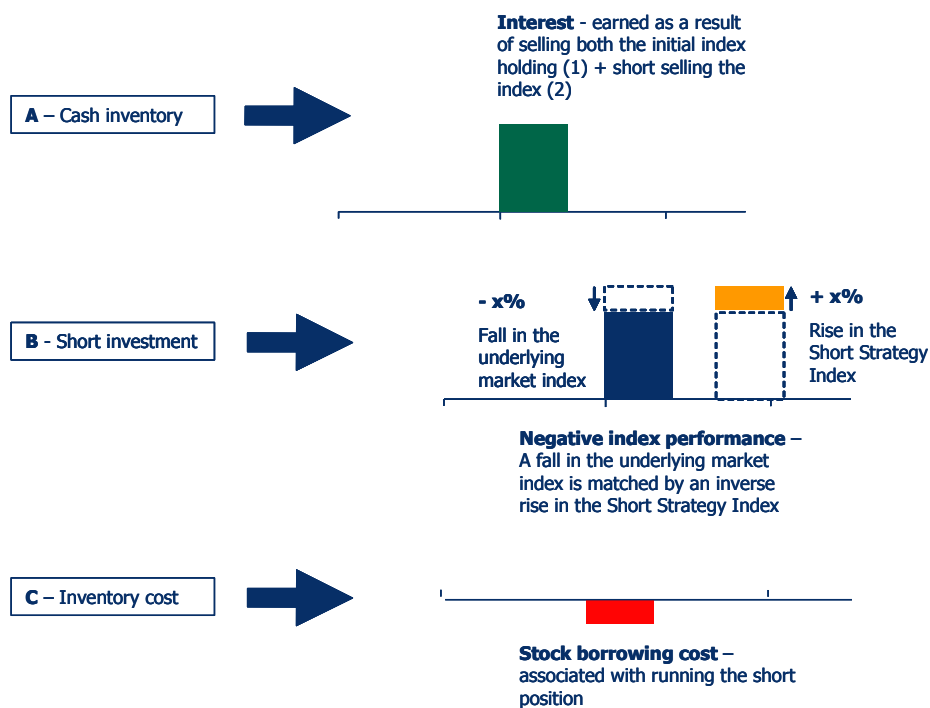 Interest - earned as a result
of selling both the initial index
holding (1) + short selling the
index (2)
A – Cash inventory
- x%
+ x%
Fall in the
underlying
market index
Rise in the
Short Strategy
Index
B - Short investment
Negative index performance –
A fall in the underlying market
index is matched by an inverse
rise in the Short Strategy Index
C – Inventory cost
Stock borrowing cost –
associated with running the short
position